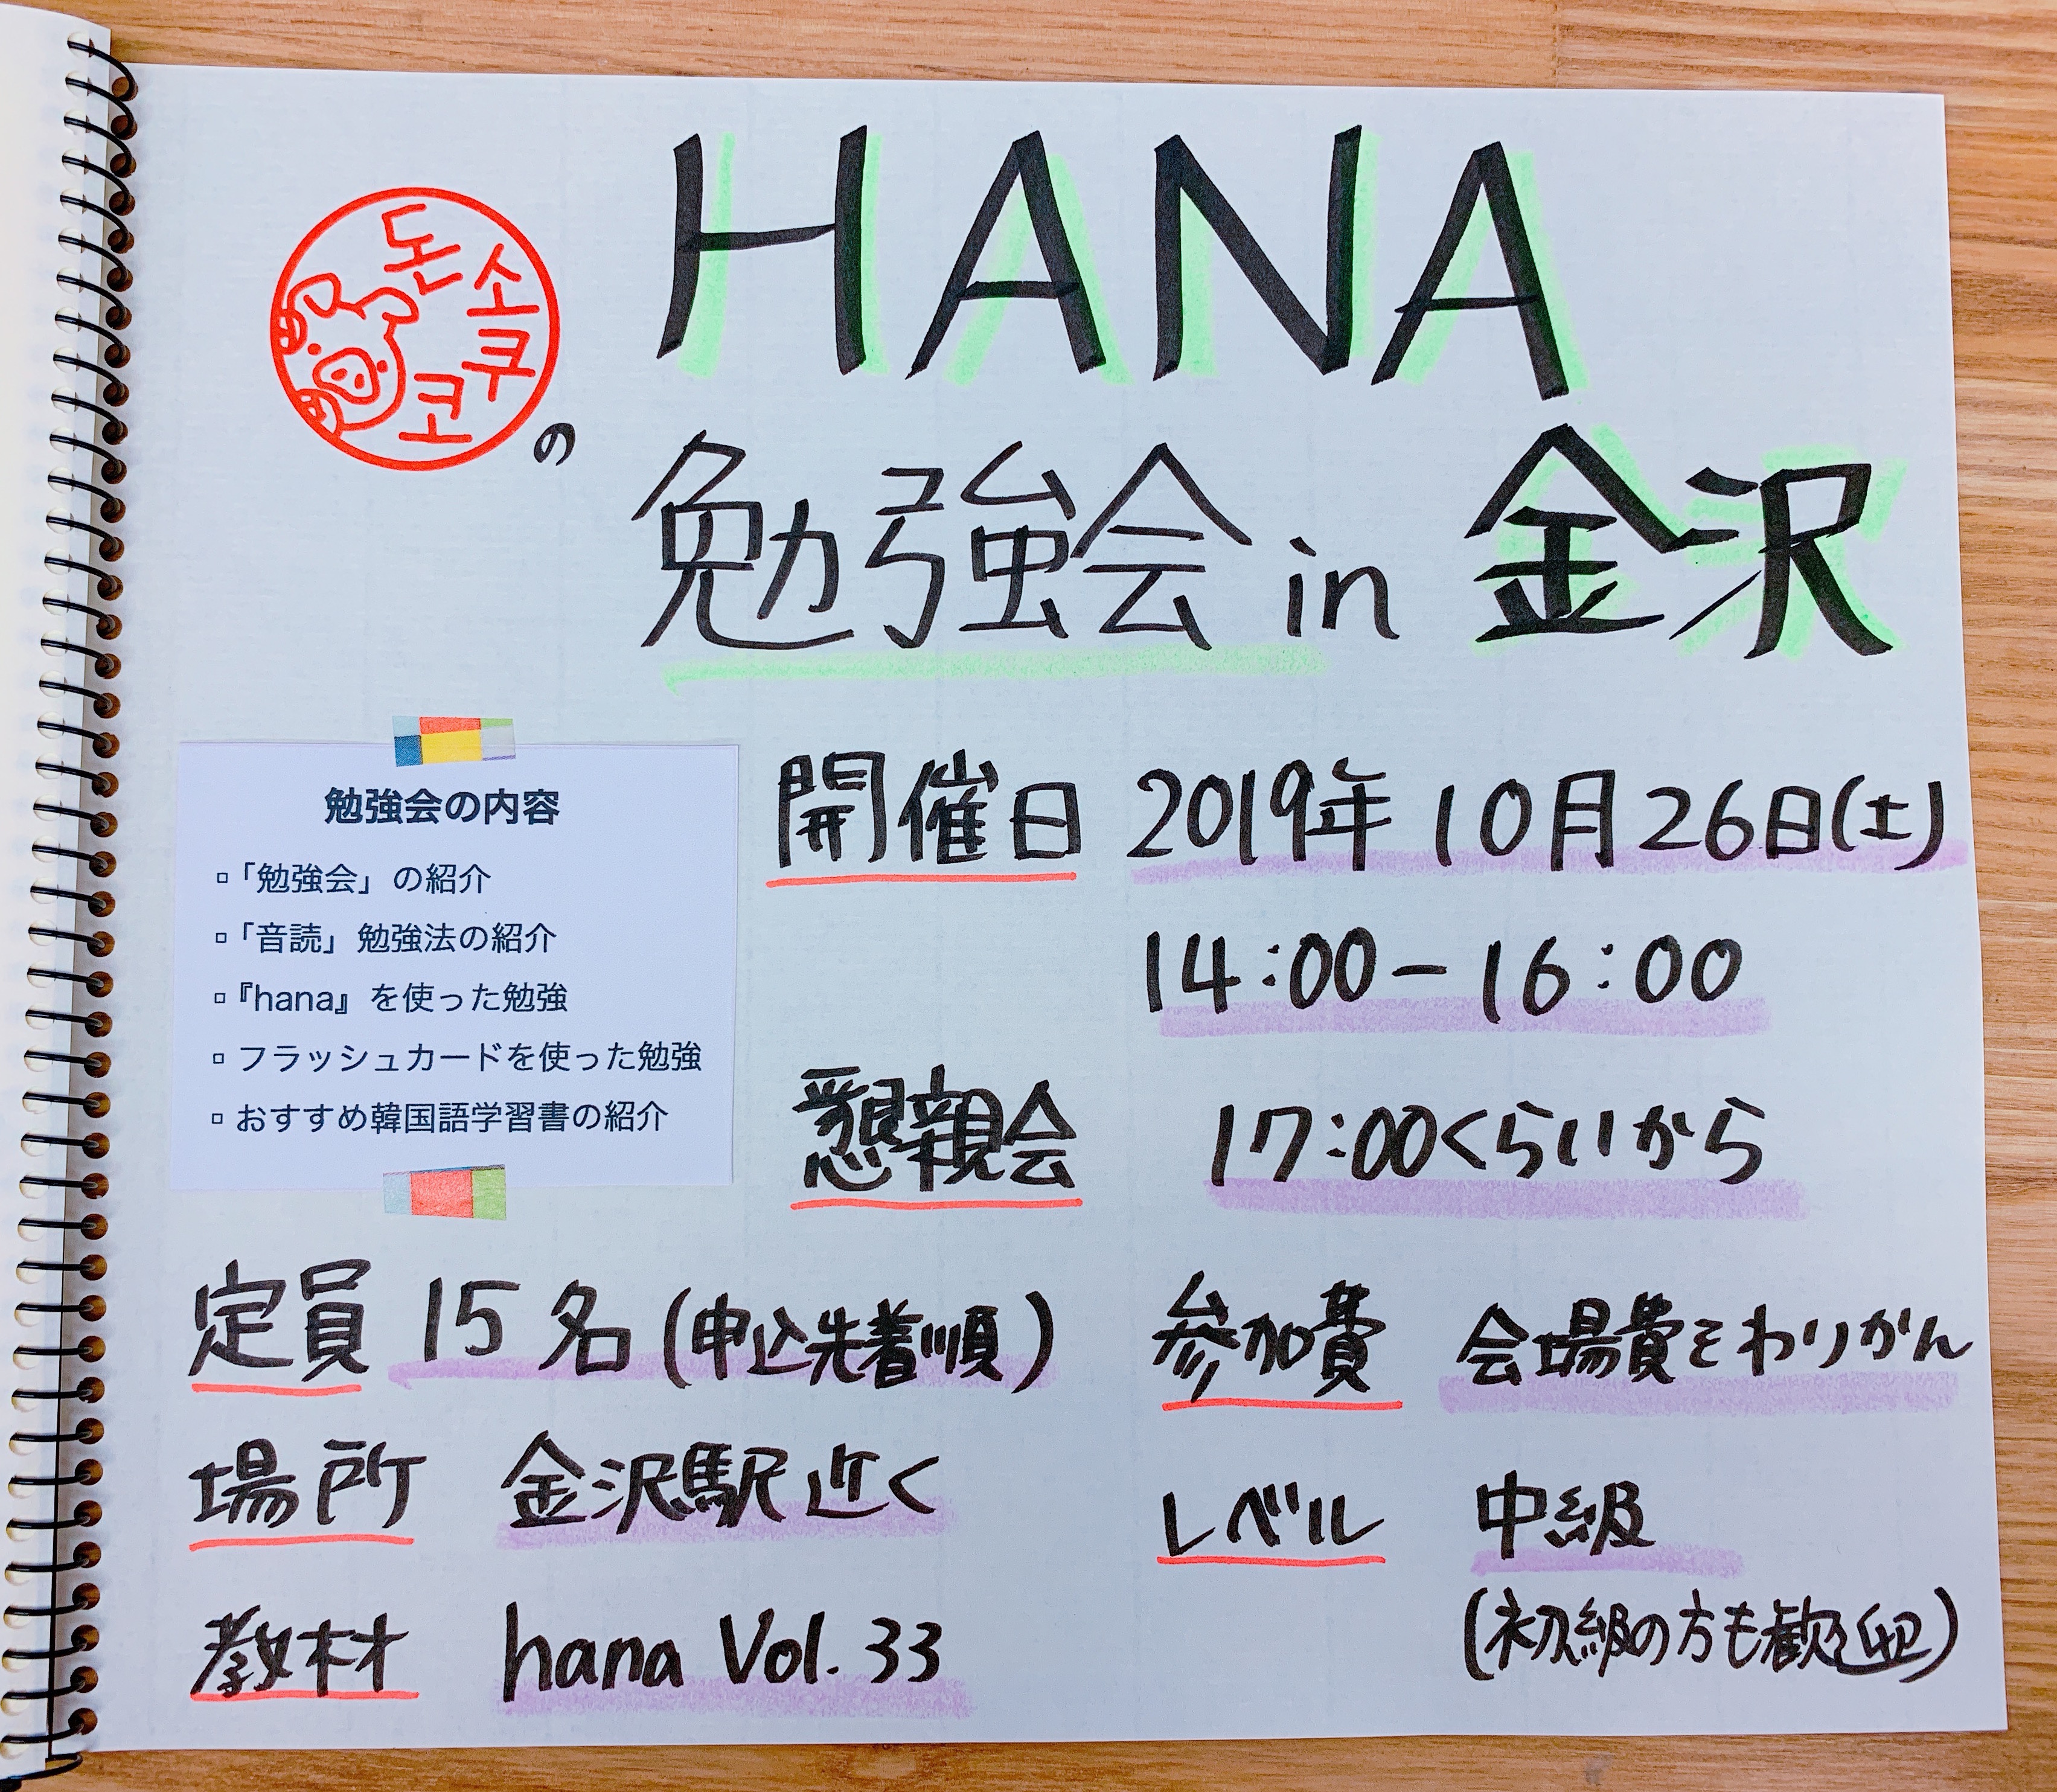 돈소쿠코
の
HANA
勉強会 in 金沢
勉強会の内容
▫「勉強会」の紹介
▫「音読」勉強法の紹介
▫『hana』を使った勉強
▫ フラッシュカードを使った勉強
▫ おすすめ韓国語学習書の紹介
開催日 2019年10月26日(土)
14:00-16:00
懇親会 17:00くらいから
定員 15名(申込先着順)
参加費 会場費をわりかん
場所 金沢駅近く
レベル 中級
(初級の方も歓迎)
教材 hana Vol. 33